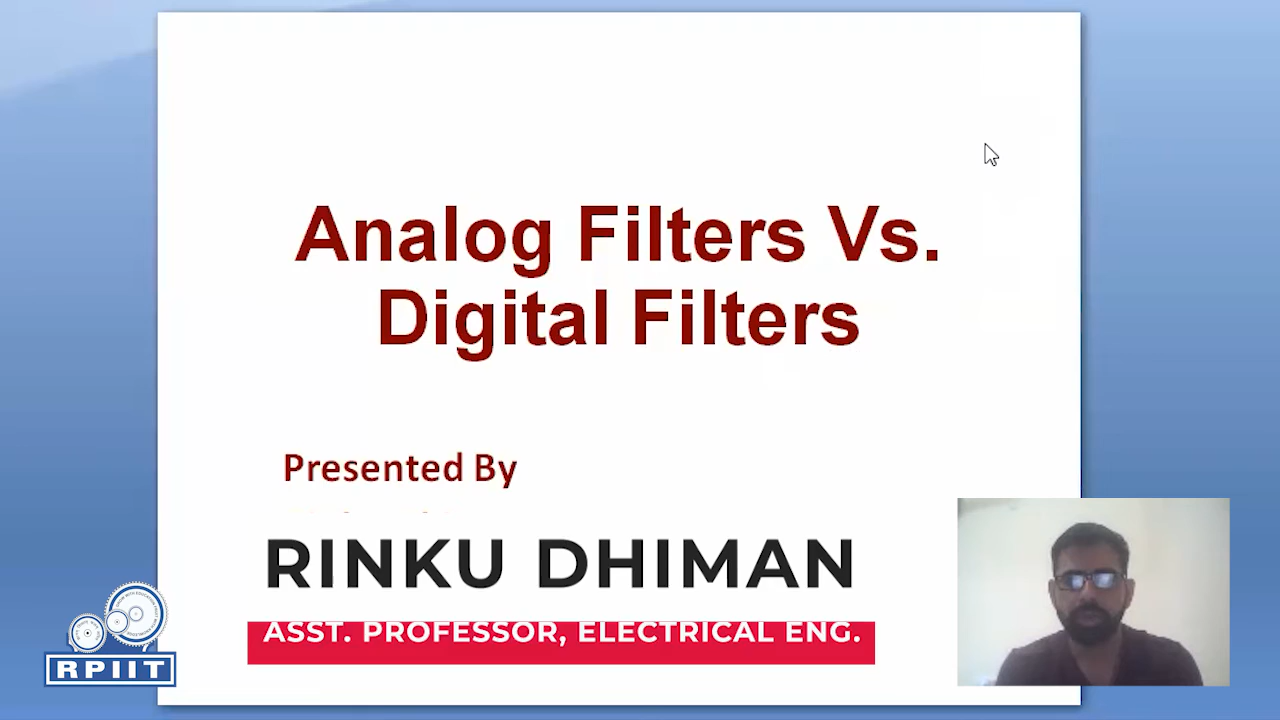 Analog Filters Vs.
Digital Filters
Presented By
RINKU DHIMAN
ASST. PROFESSOR, ELECTRICAL ENG.
RPIIT